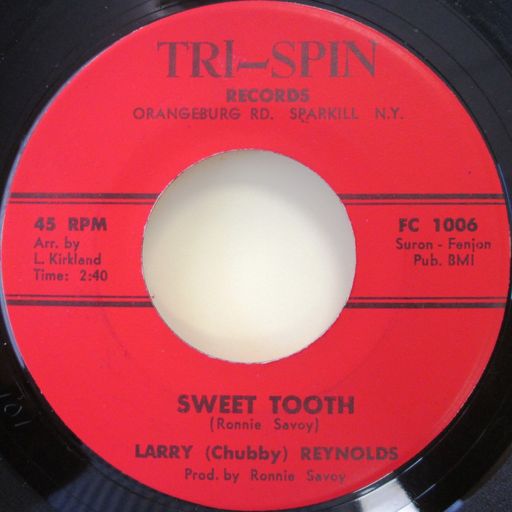 TRI-SPIN
RECORDS
ORANGEBURG RD. SPARKILL N.Y.
45 RPM
Arr. by
L. Kirkland
Time: 2:40
FC 1006
Suron - Fenjon
Pub. BMI
SWEET TOOTH
(Ronnie Savoy)
LARRY (Chubby) REYNOLDS
Prod. by Ronnie Savoy